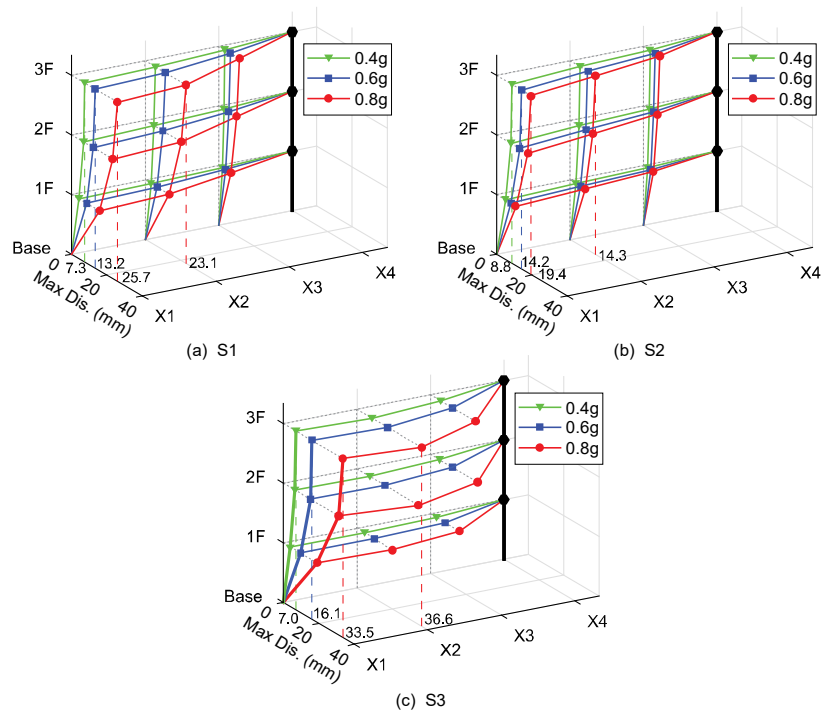 3F
2F
1F
Base
0
20
40
Max Dis. (mm)
7.3
13.2
25.7
23.1
X1
X2
X3
X4
0.4g
0.6g
0.8g
(a) S1
3F
2F
1F
Base
0
20
40
Max Dis. (mm)
8.8
14.2
19.4
14.3
X1
X2
X3
X4
0.4g
0.6g
0.8g
(b) S2
3F
2F
1F
Base
0
20
40
Max Dis. (mm)
7.0
16.1
33.5
36.6
X1
X2
X3
X4
0.4g
0.6g
0.8g
(c) S3